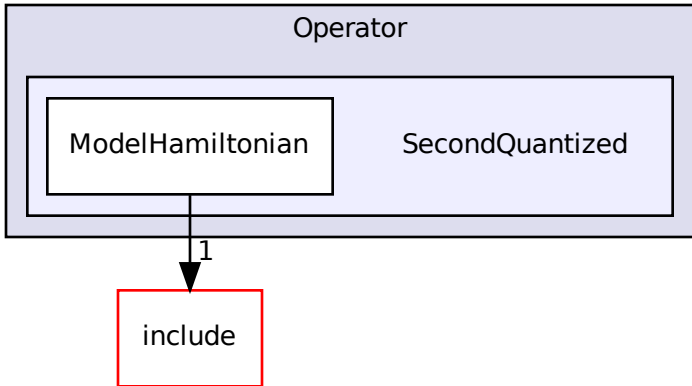 Operator
ModelHamiltonian
SecondQuantized
1
include